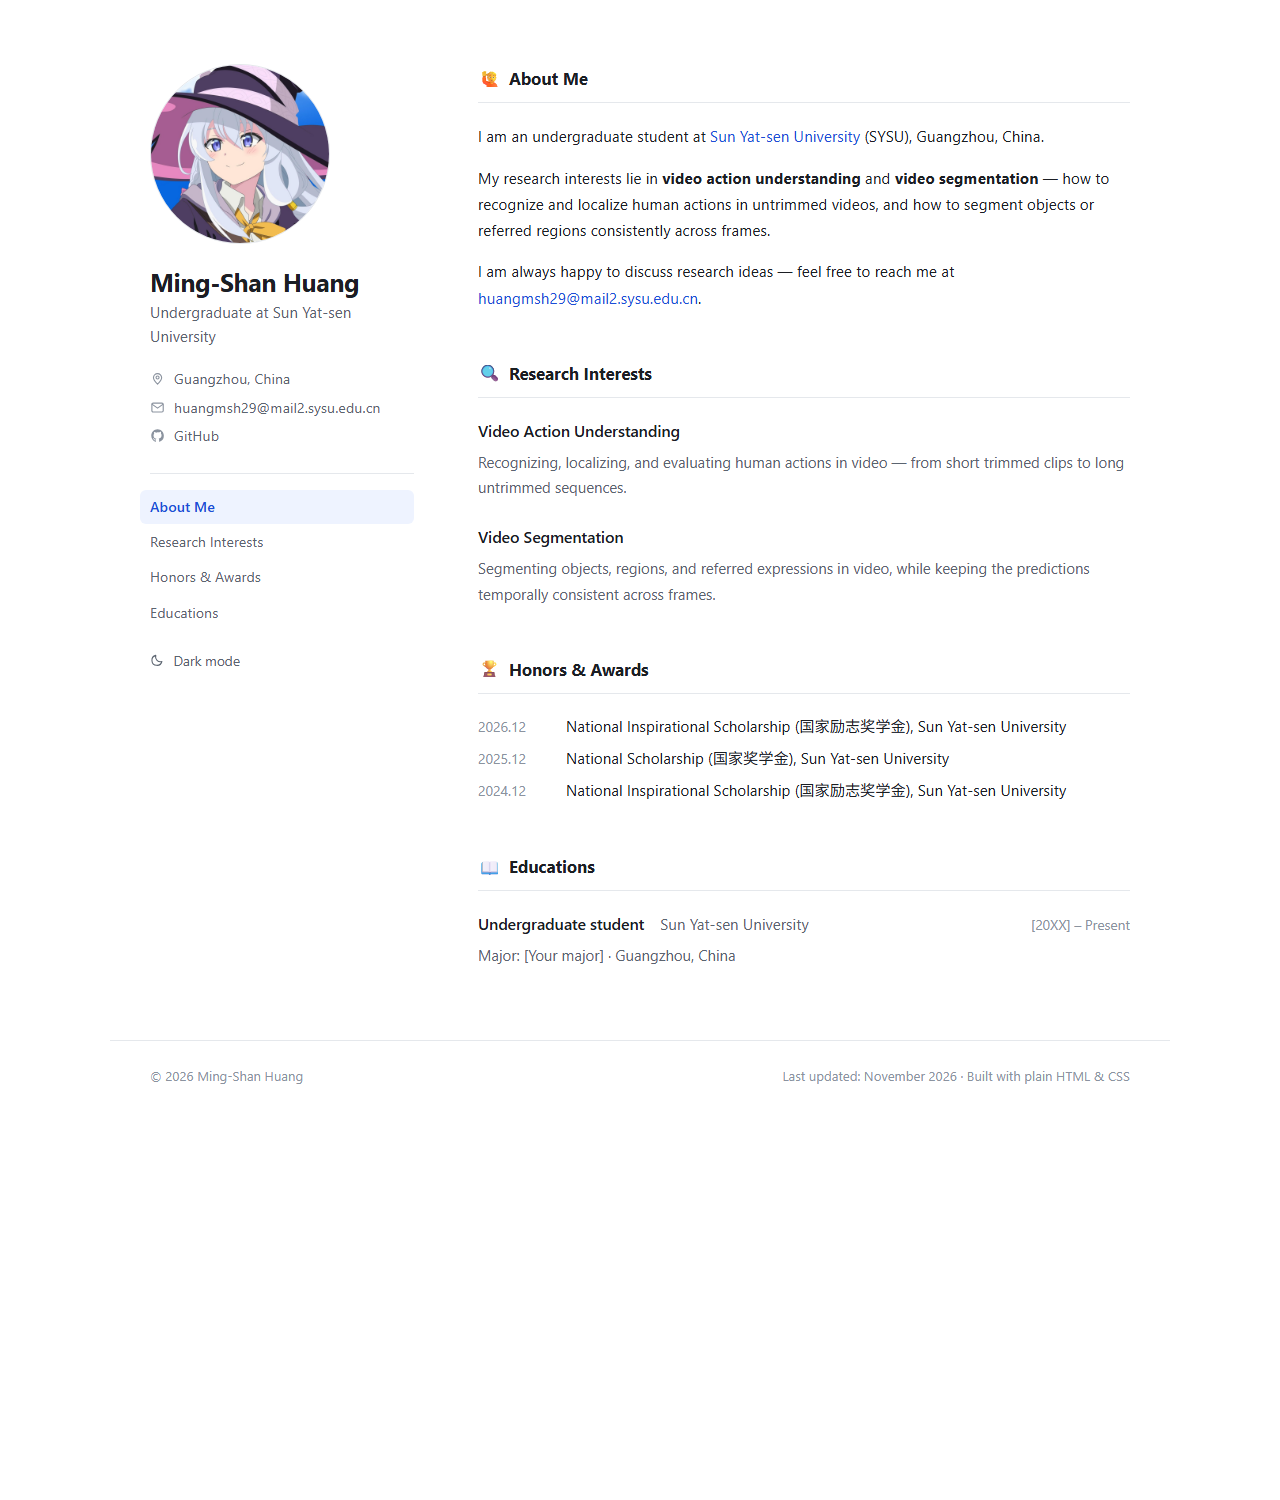 Ming-Shan Huang
Undergraduate at Sun Yat-sen
University
Guangzhou, China
huangmsh29@mail2.sysu.edu.cn
GitHub
About Me
Research Interests
Honors & Awards
Educations
Dark mode
About Me
I am an undergraduate student at Sun Yat-sen University (SYSU), Guangzhou, China.
My research interests lie in video action understanding and video segmentation — how to
recognize and localize human actions in untrimmed videos, and how to segment objects or
referred regions consistently across frames.
I am always happy to discuss research ideas — feel free to reach me at
huangmsh29@mail2.sysu.edu.cn.
Research Interests
Video Action Understanding
Recognizing, localizing, and evaluating human actions in video — from short trimmed clips to long
untrimmed sequences.
Video Segmentation
Segmenting objects, regions, and referred expressions in video, while keeping the predictions
temporally consistent across frames.
Honors & Awards
2026.12 National Inspirational Scholarship (国家励志奖学金), Sun Yat-sen University
2025.12 National Scholarship (国家奖学金), Sun Yat-sen University
2024.12 National Inspirational Scholarship (国家励志奖学金), Sun Yat-sen University
Educations
Undergraduate student Sun Yat-sen University [20XX] – Present
Major: [Your major] · Guangzhou, China
© 2026 Ming-Shan Huang
Last updated: November 2026 · Built with plain HTML & CSS